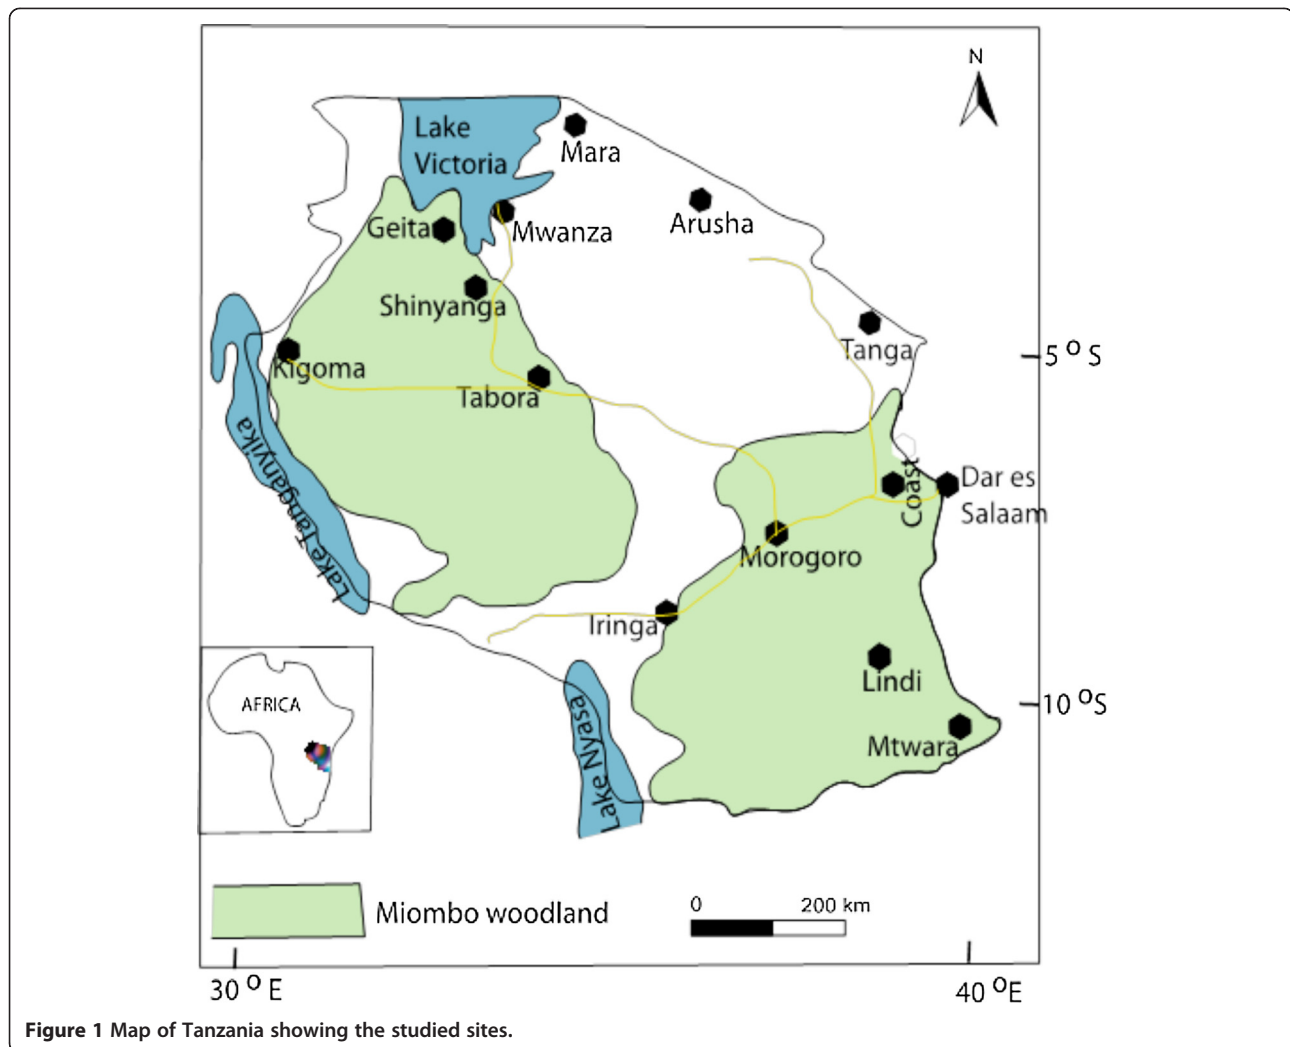 N
Lake
Victoria
Mara
Arusha
Geita
Mwanza
Shinyanga
Tanga
5 °S
Kigoma
Tabora
Lake Tanganyika
Coast
Dar es
Salaam
Morogoro
Iringa
Lindi
10 °S
AFRICA
Lake Nyasa
Mtwara
Miombo woodland
0 200 km
30 °E
40 °E
Figure 1 Map of Tanzania showing the studied sites.